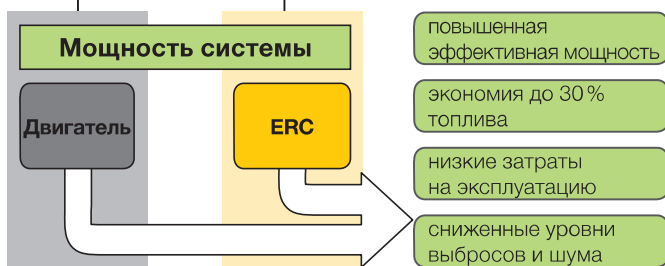 Мощность системы
Двигатель
ERC
повышенная
эффективная мощность
экономия до 30 %
топлива
низкие затраты
на эксплуатацию
сниженные уровни
выбросов и шума